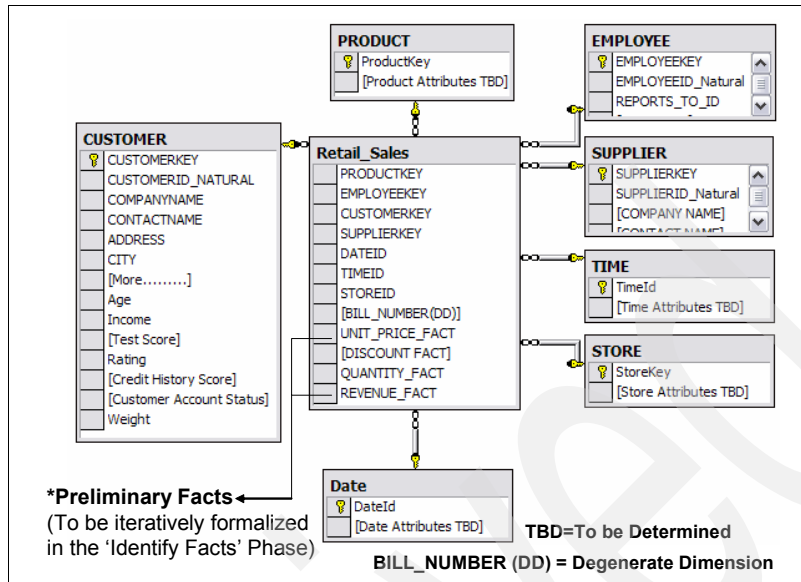 PRODUCT
ProductKey
[Product Attributes TBD]
EMPLOYEE
EMPLOYEEKEY
EMPLOYEEID_Natural
REPORTS_TO_ID
CUSTOMER
CUSTOMERKEY
CUSTOMERID_NATURAL
COMPANYNAME
CONTACTNAME
ADDRESS
CITY
[More.........]
Age
Income
[Test Score]
Rating
[Credit History Score]
[Customer Account Status]
Weight
Retail_Sales
PRODUCTKEY
EMPLOYEEKEY
CUSTOMERKEY
SUPPLIERKEY
DATEID
TIMEID
STOREID
[BILL_NUMBER(DD)]
UNIT_PRICE_FACT
[DISCOUNT FACT]
QUANTITY_FACT
REVENUE_FACT
SUPPLIER
SUPPLIERKEY
SUPPLIERID_Natural
[COMPANY NAME]
[CONTACT NAME]
TIME
TimeId
[Time Attributes TBD]
STORE
StoreKey
[Store Attributes TBD]
Date
DateId
[Date Attributes TBD]
*Preliminary Facts
(To be iteratively formalized
in the ‘Identify Facts’ Phase)
TBD=To be Determined
BILL_NUMBER (DD) = Degenerate Dimension